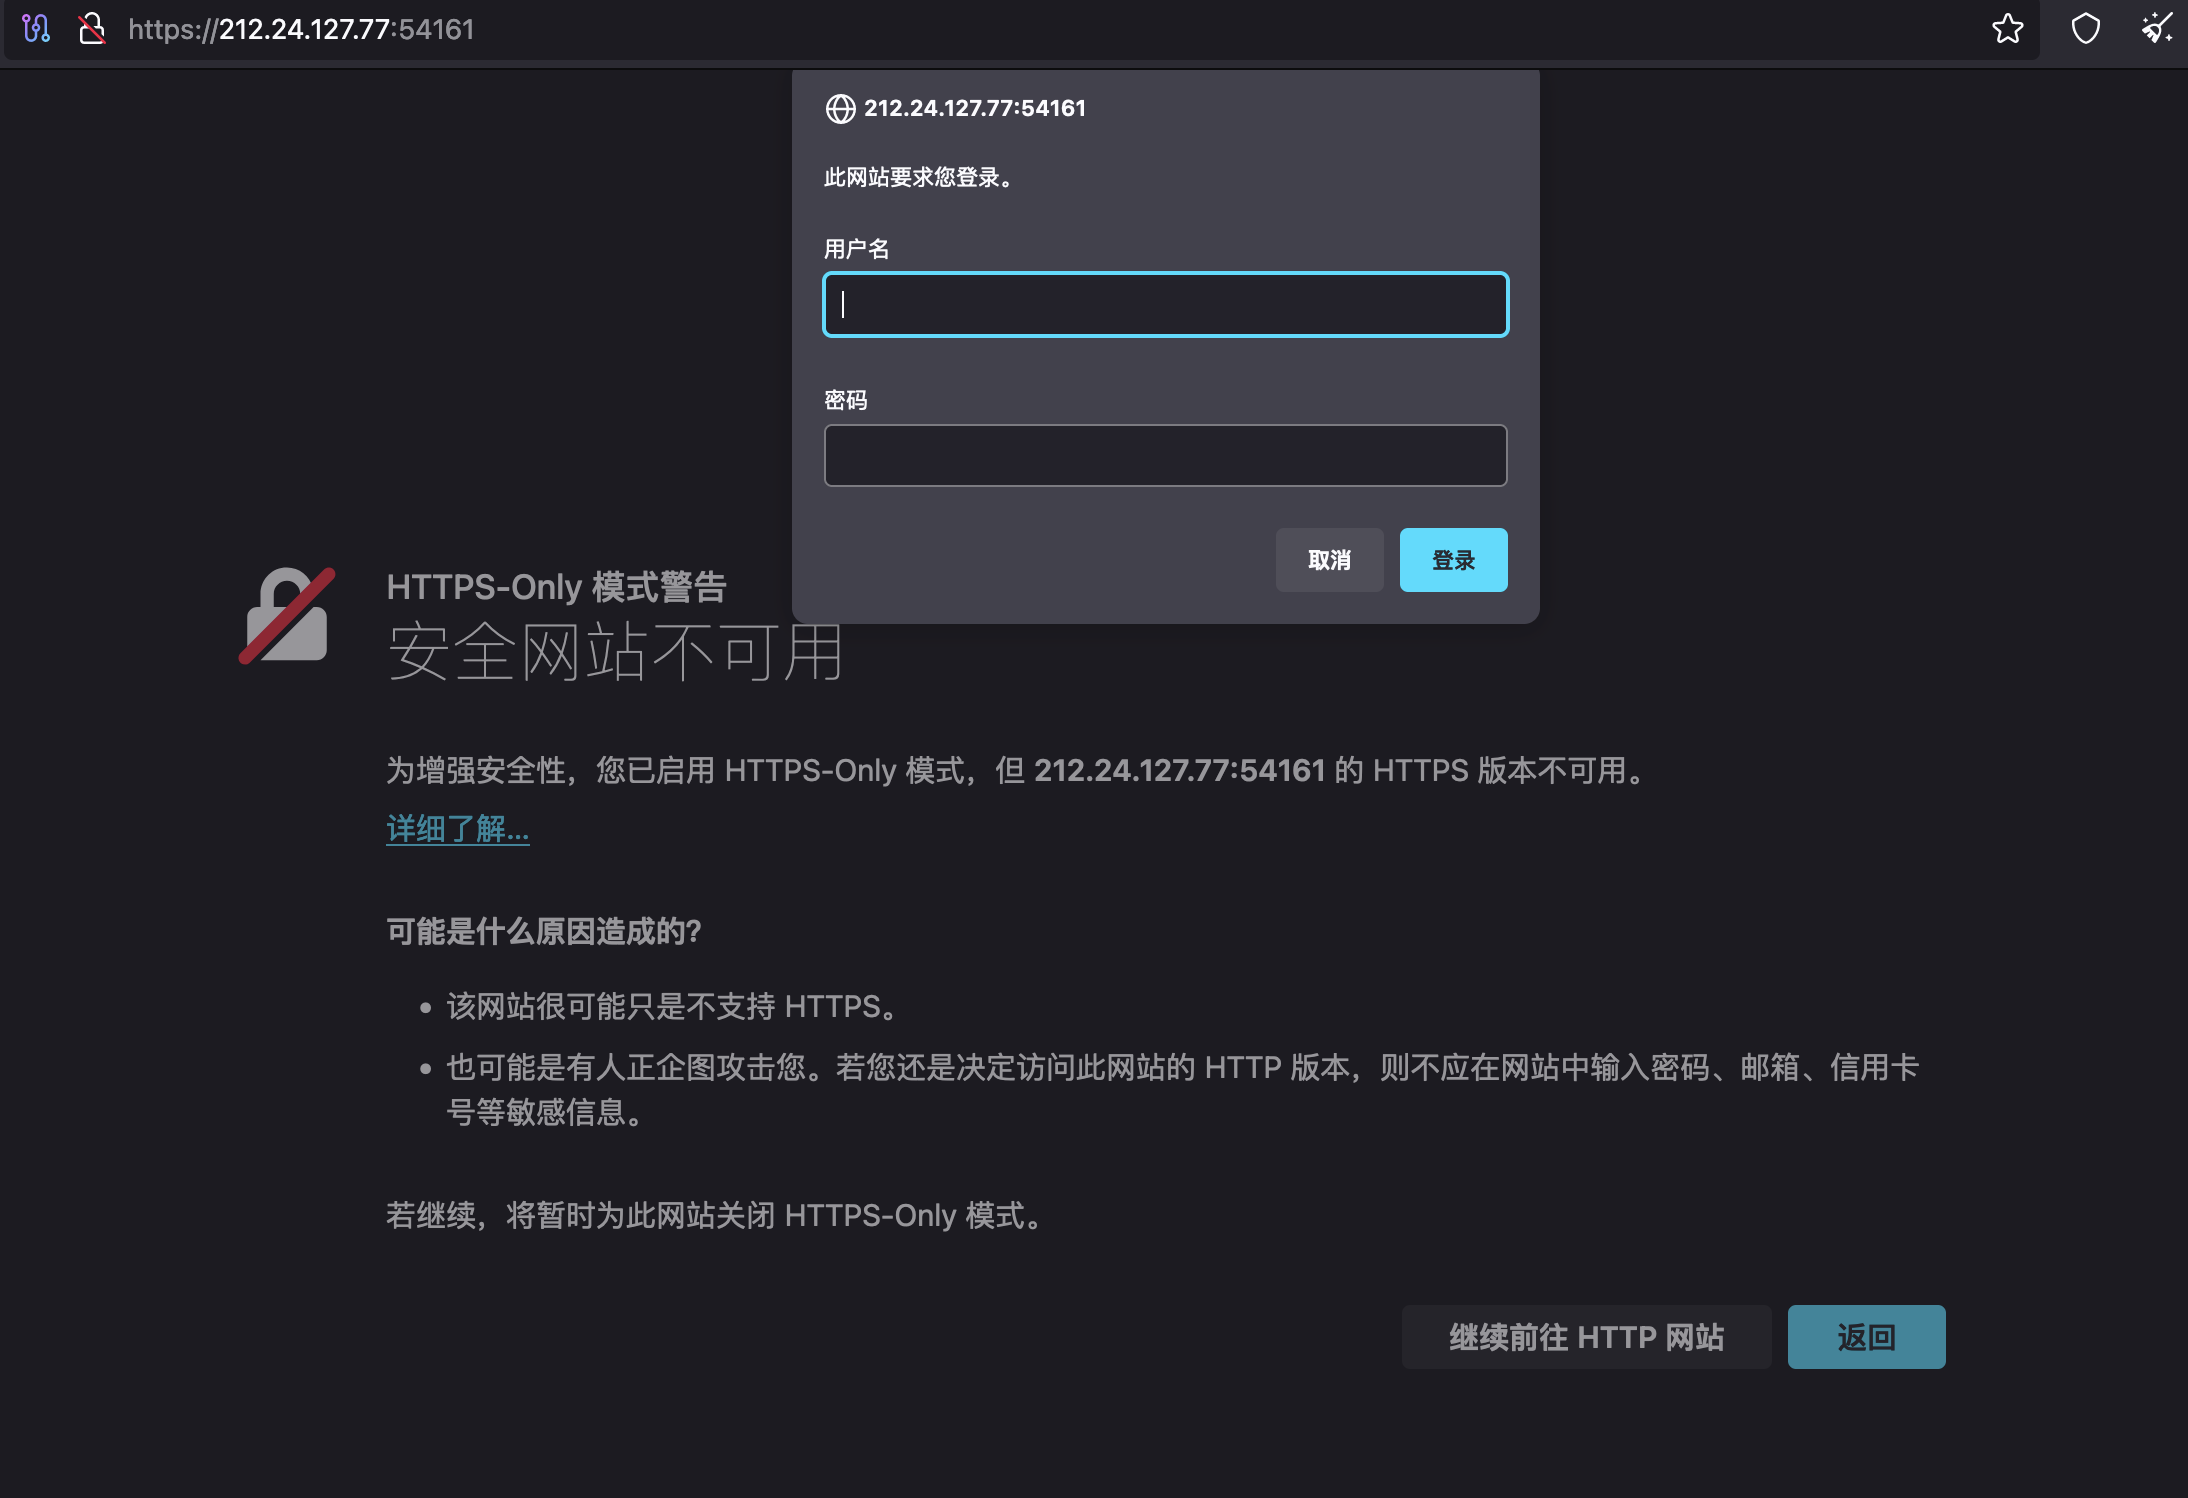 https://212.24.127.77:54161
212.24.127.77:54161
此网站要求您登录。
用户名
密码
取消
登录
HTTPS-Only 模式警告
安全网站不可用
为增强安全性，您已启用 HTTPS-Only 模式，但 212.24.127.77:54161 的 HTTPS 版本不可用。
详细了解...
可能是什么原因造成的?
• 该网站很可能只是不支持 HTTPS。
• 也可能是有人正企图攻击您。若您还是决定访问此网站的 HTTP 版本，则不应在网站中输入密码、邮箱、信用卡
号等敏感信息。
若继续，将暂时为此网站关闭 HTTPS-Only 模式。
继续前往 HTTP 网站
返回